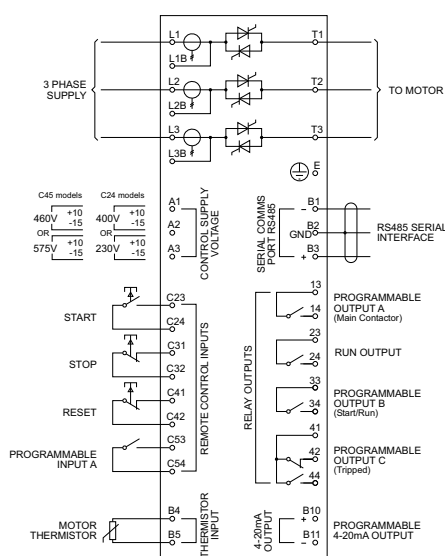 L1
T1
L1B
3 PHASE
SUPPLY
L2
T2
TO MOTOR
L2B
L3
T3
L3B
E
C45 models
C24 models
460V +10 -15
400V +10 -15
OR
OR
575V +10 -15
230V +10 -15
A1
A2
A3
CONTROL SUPPLY
VOLTAGE
SERIAL COMMS
PORT RS485
– B1
GND B2
+ B3
RS485 SERIAL
INTERFACE
START
C23
C24
STOP
C31
C32
RESET
C41
C42
PROGRAMMABLE
INPUT A
C53
C54
REMOTE CONTROL INPUTS
RELAY OUTPUTS
13
14
PROGRAMMABLE
OUTPUT A
(Main Contactor)
23
24
RUN OUTPUT
33
34
PROGRAMMABLE
OUTPUT B
(Start/Run)
41
42
44
PROGRAMMABLE
OUTPUT C
(Tripped)
MOTOR
THERMISTOR
B4
B5
THERMISTOR
INPUT
4-20mA
OUTPUT
B10
+
B11
–
PROGRAMMABLE
4-20mA OUTPUT